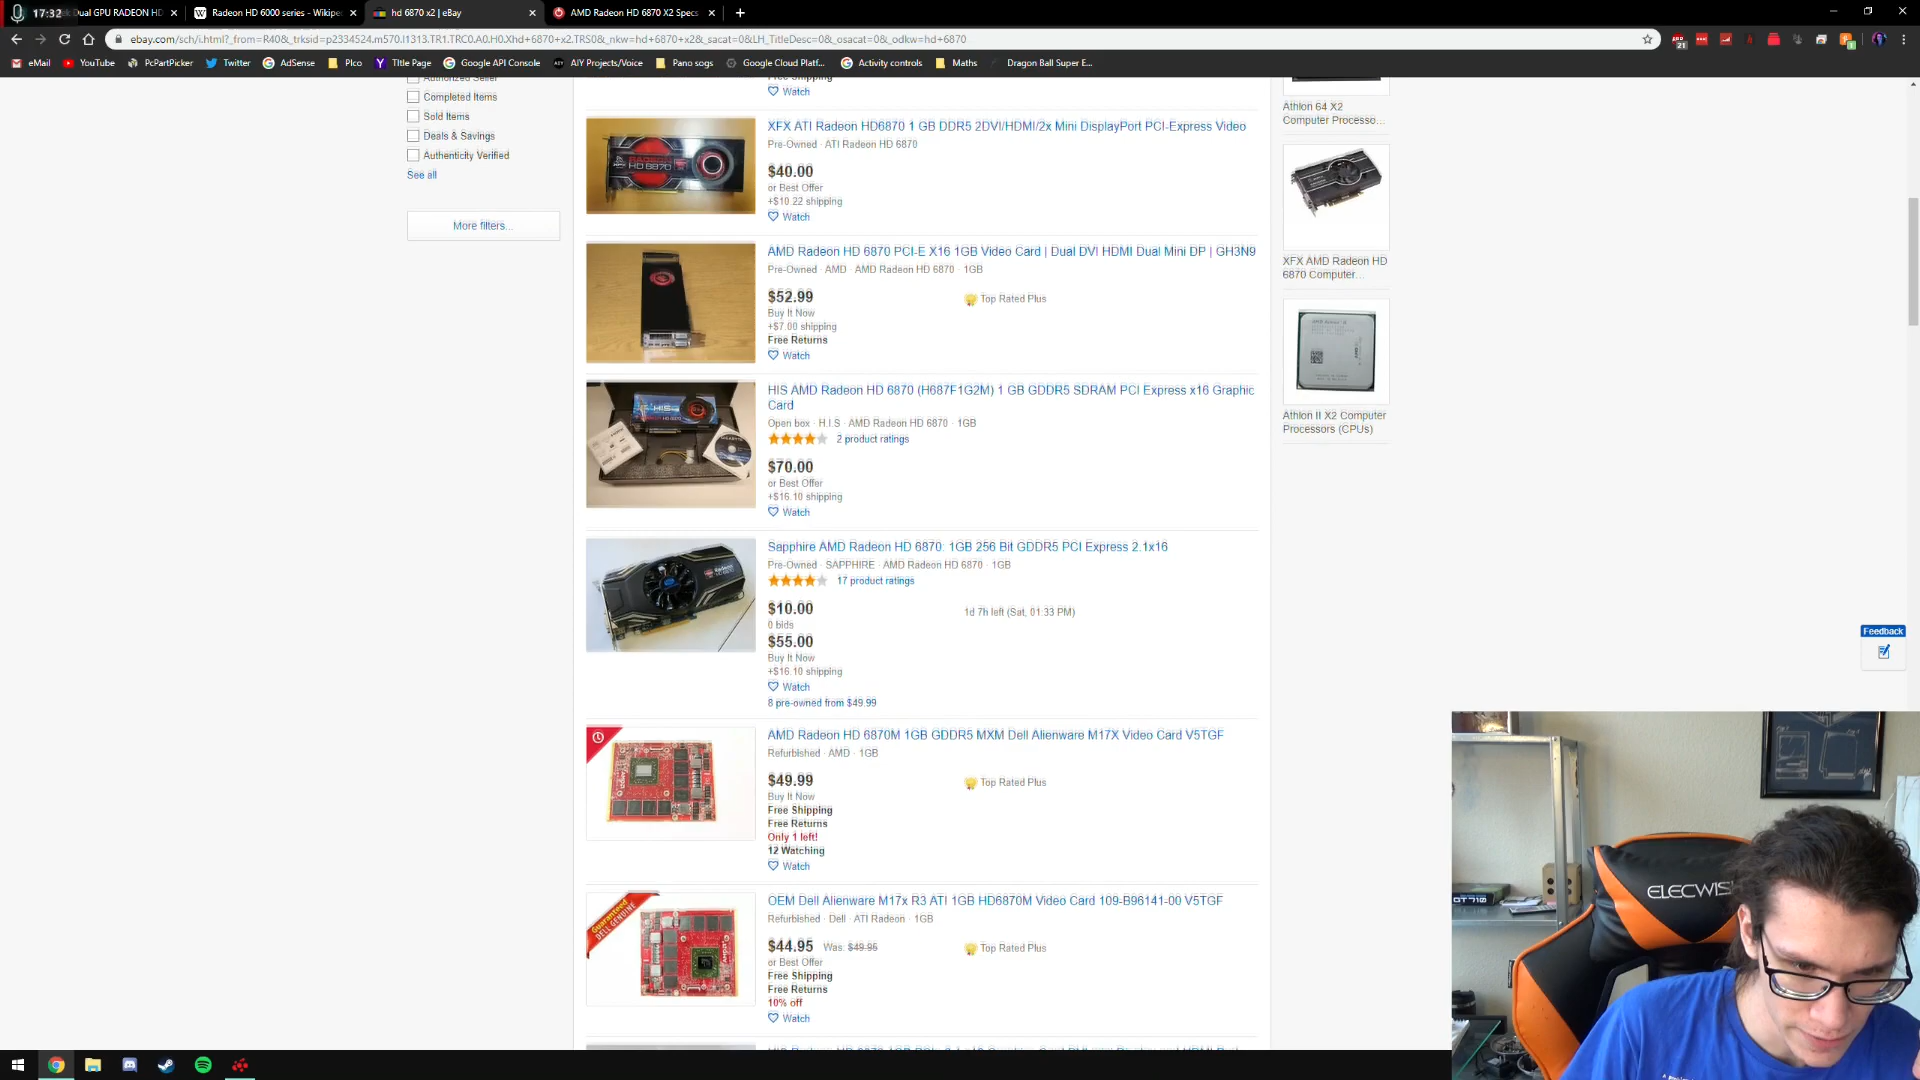 17:32
Dual GPU RADEON HD
Radeon HD 6000 series - Wikipe
hd 6870 x2 | eBay
AMD Radeon HD 6870 X2 Specs
ebay.com/sch/i.html?_from=R40&_trksid=p2334524.m570.l1313.TR1.TRC0.A0.H0.Xhd+6870+x2.TRS0&_nkw=hd+6870+x2&_sacat=0&LH_TitleDesc=0&_osacat=0&_odkw=hd+6870
21
eMail
YouTube
PcPartPicker
Twitter
AdSense
PIco
TItle Page
Google API Console
AIY Projects/Voice
Pano sogs
Google Cloud Platf...
Activity controls
Maths
Dragon Ball Super E...
Authorized Seller
Completed Items
Sold Items
Deals & Savings
Authenticity Verified
See all
More filters...
Free Shipping
Watch
XFX ATI Radeon HD6870 1 GB DDR5 2DVI/HDMI/2x Mini DisplayPort PCI-Express Video
Pre-Owned · ATI Radeon HD 6870
$40.00
or Best Offer
+$10.22 shipping
Watch
AMD Radeon HD 6870 PCI-E X16 1GB Video Card | Dual DVI HDMI Dual Mini DP | GH3N9
Pre-Owned · AMD · AMD Radeon HD 6870 · 1GB
$52.99
Top Rated Plus
Buy It Now
+$7.00 shipping
Free Returns
Watch
HIS AMD Radeon HD 6870 (H687F1G2M) 1 GB GDDR5 SDRAM PCI Express x16 Graphic
Card
Open box · H.I.S · AMD Radeon HD 6870 · 1GB
2 product ratings
$70.00
or Best Offer
+$16.10 shipping
Watch
Sapphire AMD Radeon HD 6870: 1GB 256 Bit GDDR5 PCI Express 2.1x16
Pre-Owned · SAPPHIRE · AMD Radeon HD 6870 · 1GB
17 product ratings
$10.00
1d 7h left (Sat, 01:33 PM)
0 bids
$55.00
Buy It Now
+$16.10 shipping
Watch
8 pre-owned from $49.99
AMD Radeon HD 6870M 1GB GDDR5 MXM Dell Alienware M17X Video Card V5TGF
Refurbished · AMD · 1GB
$49.99
Top Rated Plus
Buy It Now
Free Shipping
Free Returns
Only 1 left!
12 Watching
Watch
Guaranteed
DELL GENUINE
OEM Dell Alienware M17x R3 ATI 1GB HD6870M Video Card 109-B96141-00 V5TGF
Refurbished · Dell · ATI Radeon · 1GB
$44.95 Was: $49.95
Top Rated Plus
or Best Offer
Free Shipping
Free Returns
10% off
Watch
Athlon 64 X2
Computer Processo...
XFX AMD Radeon HD
6870 Computer...
Athlon II X2 Computer
Processors (CPUs)
Feedback
ELECWIS
GT710